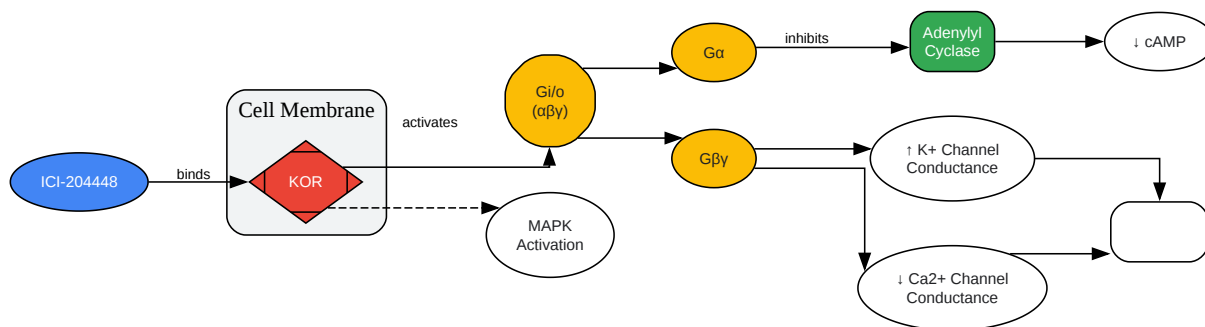 ICI-204448
binds
Cell Membrane
KOR
activates
Gi/o
(αβγ)
MAPK
Activation
Gα
inhibits
Adenylyl
Cyclase
↓ cAMP
Gβγ
↑ K+ Channel
Conductance
↓ Ca2+ Channel
Conductance